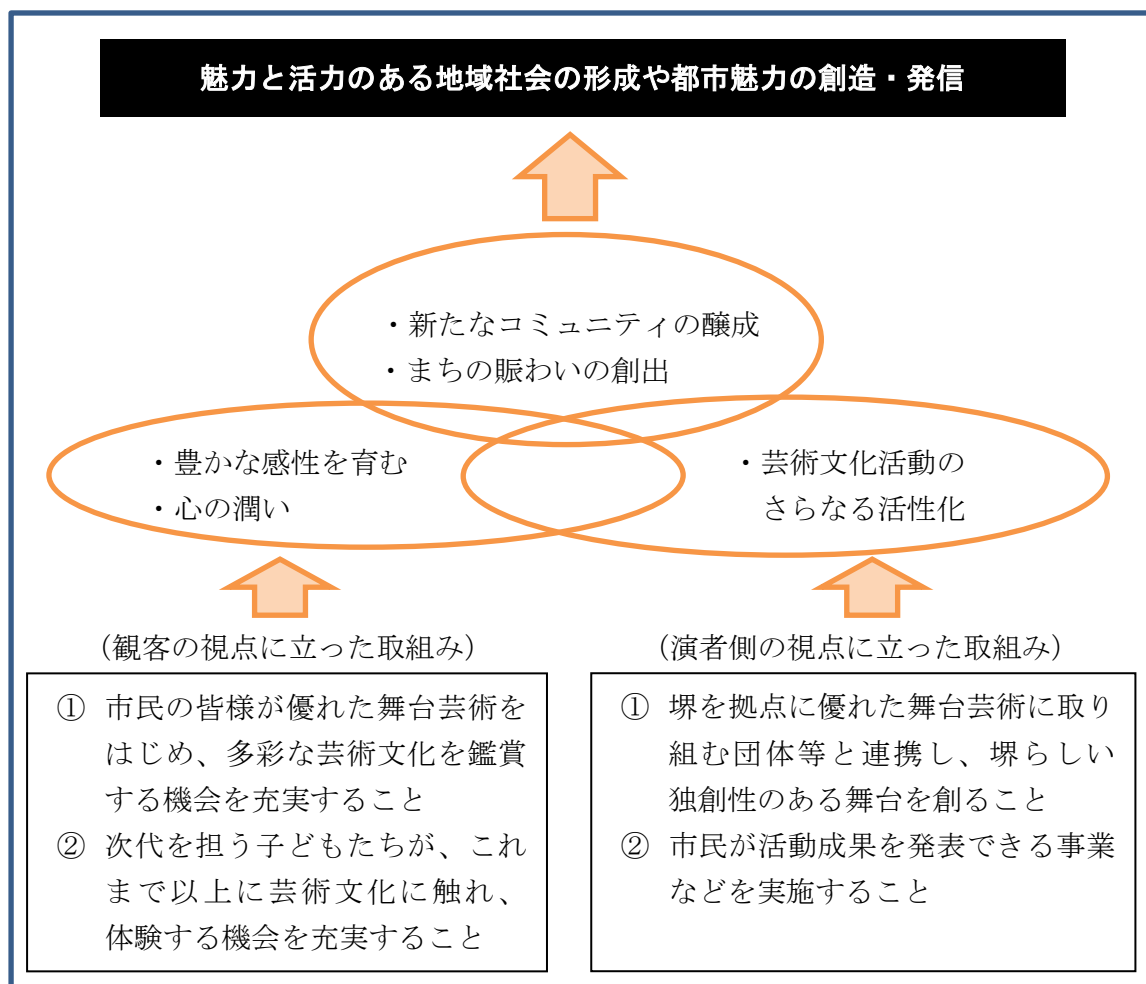 魅力と活力のある地域社会の形成や都市魅力の創造・発信
・新たなコミュニティの醸成
・まちの賑わいの創出
・豊かな感性を育む
・心の潤い
・芸術文化活動の
さらなる活性化
(観客の視点に立った取組み)
① 市民の皆様が優れた舞台芸術を
はじめ、多彩な芸術文化を鑑賞
する機会を充実すること
② 次代を担う子どもたちが、これ
まで以上に芸術文化に触れ、
体験する機会を充実すること
(演者側の視点に立った取組み)
① 堺を拠点に優れた舞台芸術に取り
組む団体等と連携し、堺らしい
独創性のある舞台を創ること
② 市民が活動成果を発表できる事業
などを実施すること